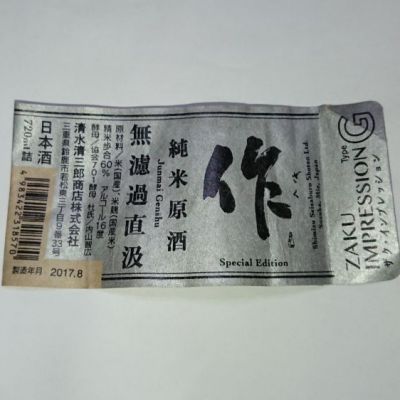 ZAKU
IMPRESSION
Type
G
ザク インプレッション
作
Shimizu Seizaburo Shoten Ltd.
Suzuka, Mie, Japan
Special Edition
純米原酒
Junmai Genshu
無濾過直汲
原材料／米(国産)、米麹(国産米)
精米歩合60% アルコール16度
酵母／協会701酵母 杜氏／内山智広
清水清三郎商店株式会社
三重県鈴鹿市若松東三丁目9番33号
日本酒
720ml詰
4 984242 218570
製造年月 2017.8